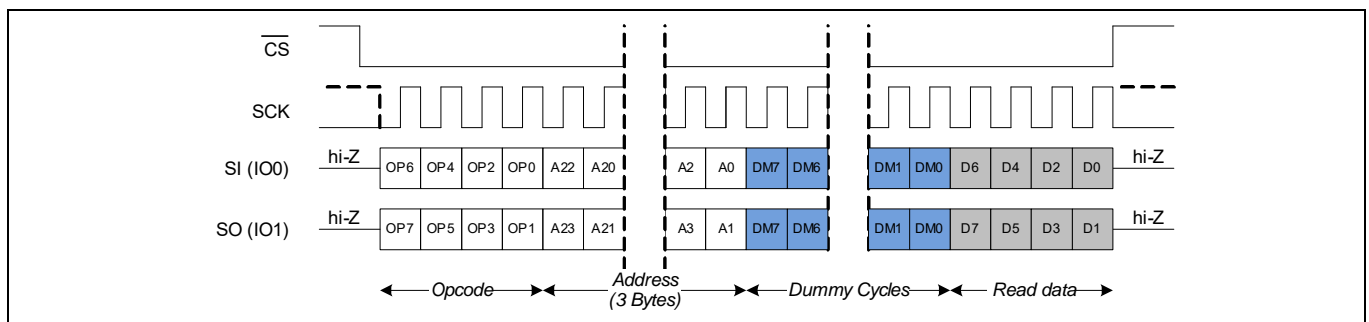 CS
SCK
hi-Z hi-Z
SI (IO0) OP6 OP4 OP2 OP0 A22 A20 A2 A0 DM7 DM6 DM1 DM0 D6 D4 D2 D0
hi-Z hi-Z
SO (IO1) OP7 OP5 OP3 OP1 A23 A21 A3 A1 DM7 DM6 DM1 DM0 D7 D5 D3 D1
Opcode Address Dummy Cycles Read data
(3 Bytes)